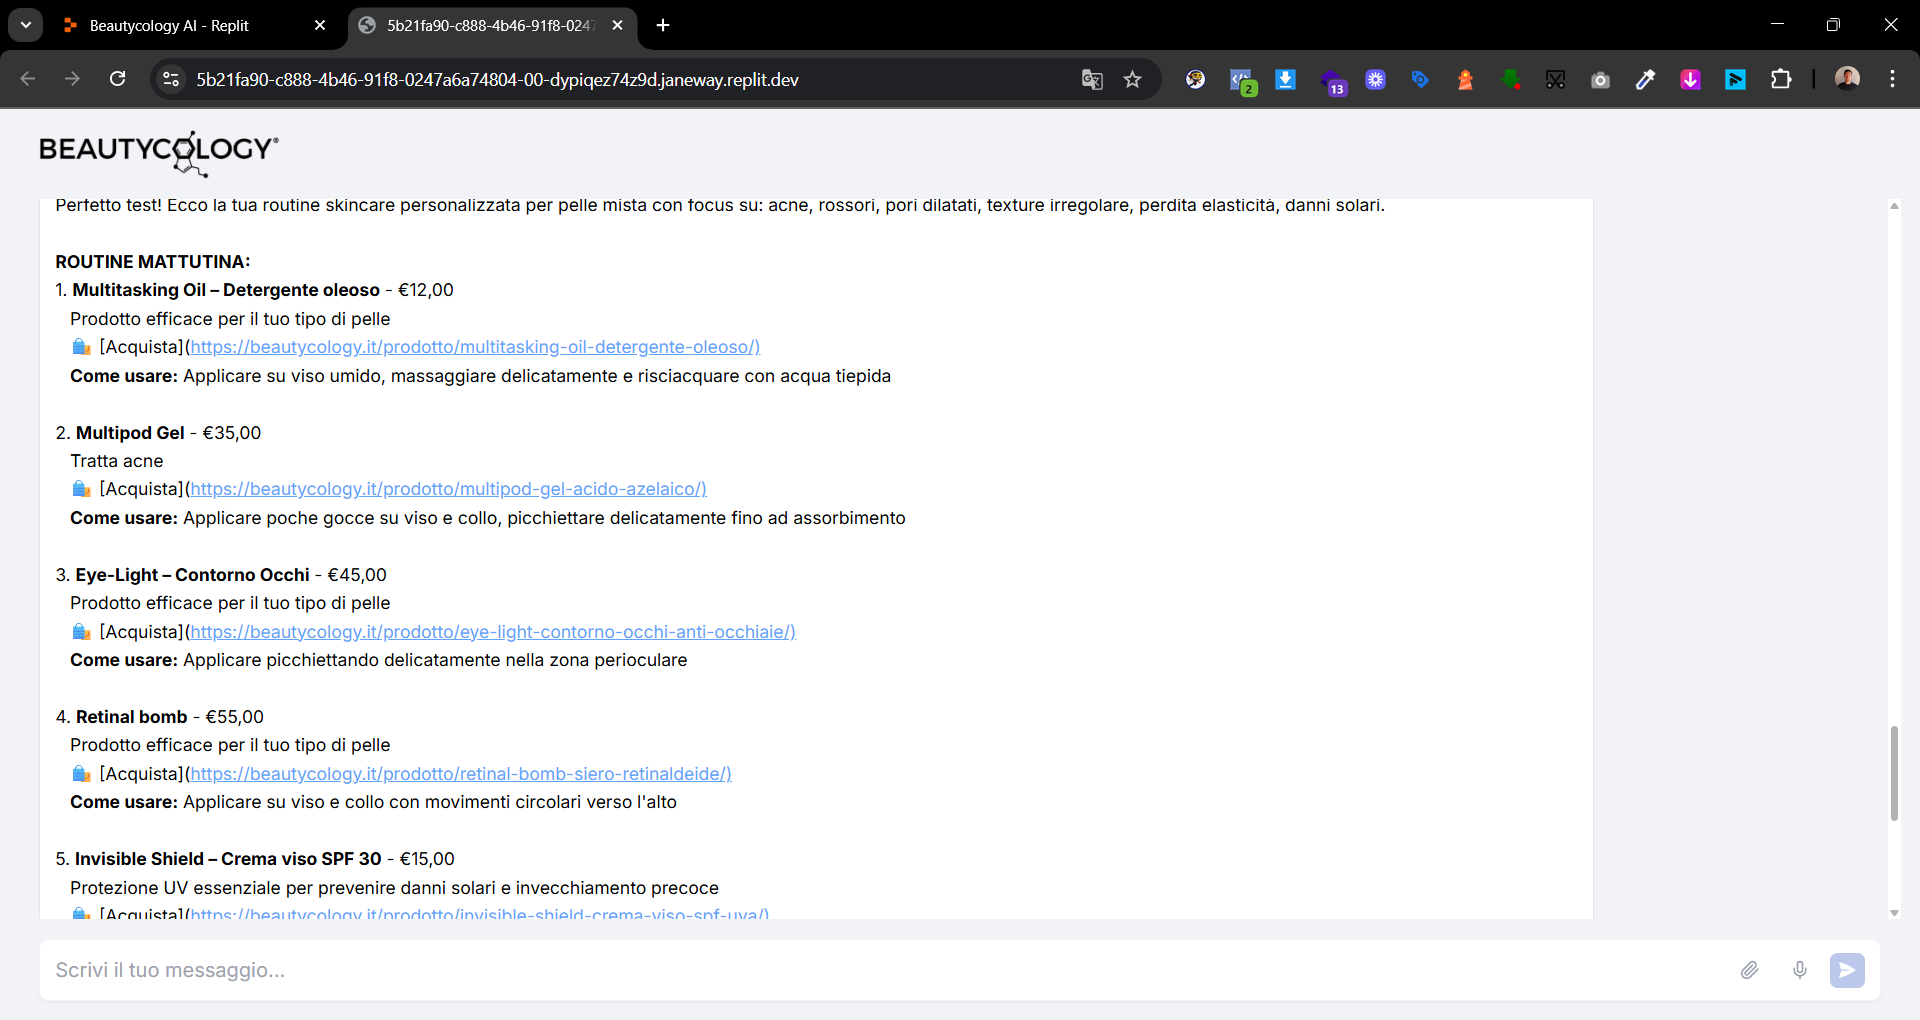 Beautycology AI - Replit
5b21fa90-c888-4b46-91f8-0247
5b21fa90-c888-4b46-91f8-0247a6a74804-00-dypiqez74z9d.janeway.replit.dev
2
13
BEAUTYCOLOGY®
Perfetto test! Ecco la tua routine skincare personalizzata per pelle mista con focus su: acne, rossori, pori dilatati, texture irregolare, perdita elasticità, danni solari.
ROUTINE MATTUTINA:
1. Multitasking Oil – Detergente oleoso - €12,00
Prodotto efficace per il tuo tipo di pelle
[Acquista](https://beautycology.it/prodotto/multitasking-oil-detergente-oleoso/)
Come usare: Applicare su viso umido, massaggiare delicatamente e risciacquare con acqua tiepida
2. Multipod Gel - €35,00
Tratta acne
[Acquista](https://beautycology.it/prodotto/multipod-gel-acido-azelaico/)
Come usare: Applicare poche gocce su viso e collo, picchiettare delicatamente fino ad assorbimento
3. Eye-Light – Contorno Occhi - €45,00
Prodotto efficace per il tuo tipo di pelle
[Acquista](https://beautycology.it/prodotto/eye-light-contorno-occhi-anti-occhiaie/)
Come usare: Applicare picchiettando delicatamente nella zona perioculare
4. Retinal bomb - €55,00
Prodotto efficace per il tuo tipo di pelle
[Acquista](https://beautycology.it/prodotto/retinal-bomb-siero-retinaldeide/)
Come usare: Applicare su viso e collo con movimenti circolari verso l'alto
5. Invisible Shield – Crema viso SPF 30 - €15,00
Protezione UV essenziale per prevenire danni solari e invecchiamento precoce
[Acquista](https://beautycology.it/prodotto/invisible-shield-crema-viso-spf-uva/)
Scrivi il tuo messaggio...